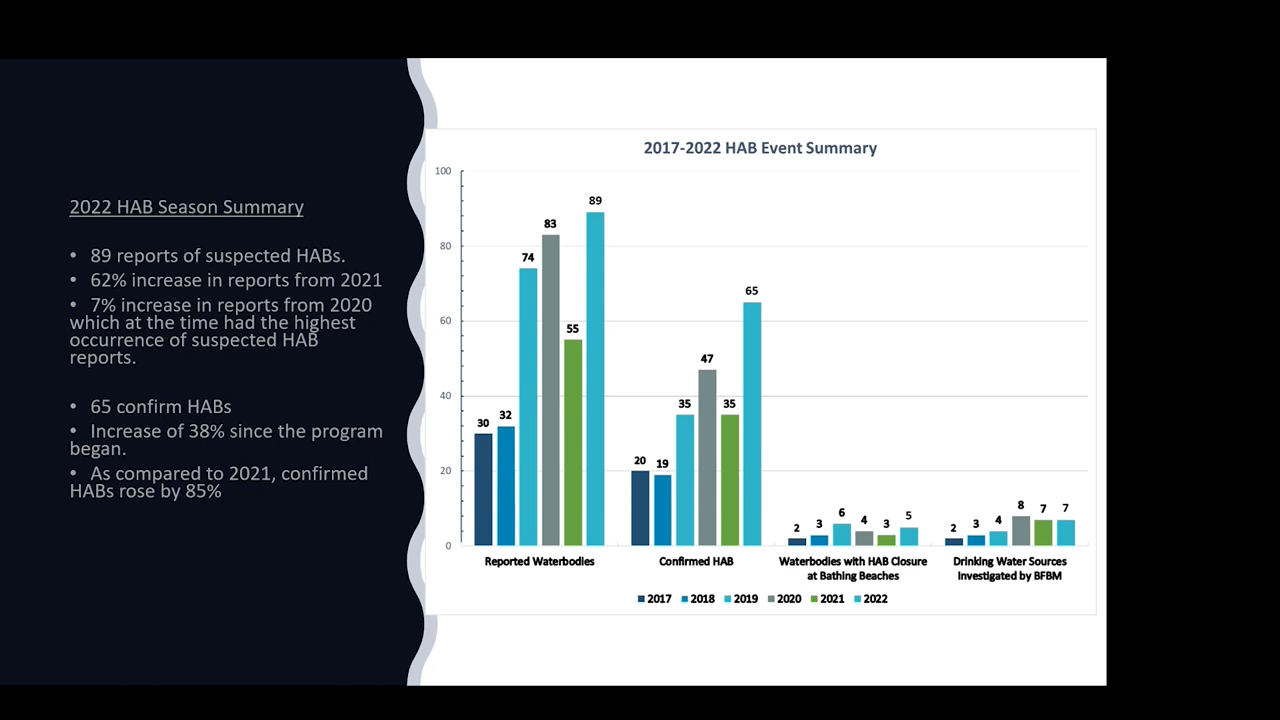 2022 HAB Season Summary
• 89 reports of suspected HABs.
• 62% increase in reports from 2021
• 7% increase in reports from 2020
which at the time had the highest
occurrence of suspected HAB
reports.
• 65 confirm HABs
• Increase of 38% since the program
began.
• As compared to 2021, confirmed
HABs rose by 85%
2017-2022 HAB Event Summary
100
80
60
40
20
0
30 32 74 83 55 89
20 19 35 47 35 65
2 3 6 4 3 5
2 3 4 8 7 7
Reported Waterbodies
Confirmed HAB
Waterbodies with HAB Closure
at Bathing Beaches
Drinking Water Sources
Investigated by BFBM
2017 2018 2019 2020 2021 2022